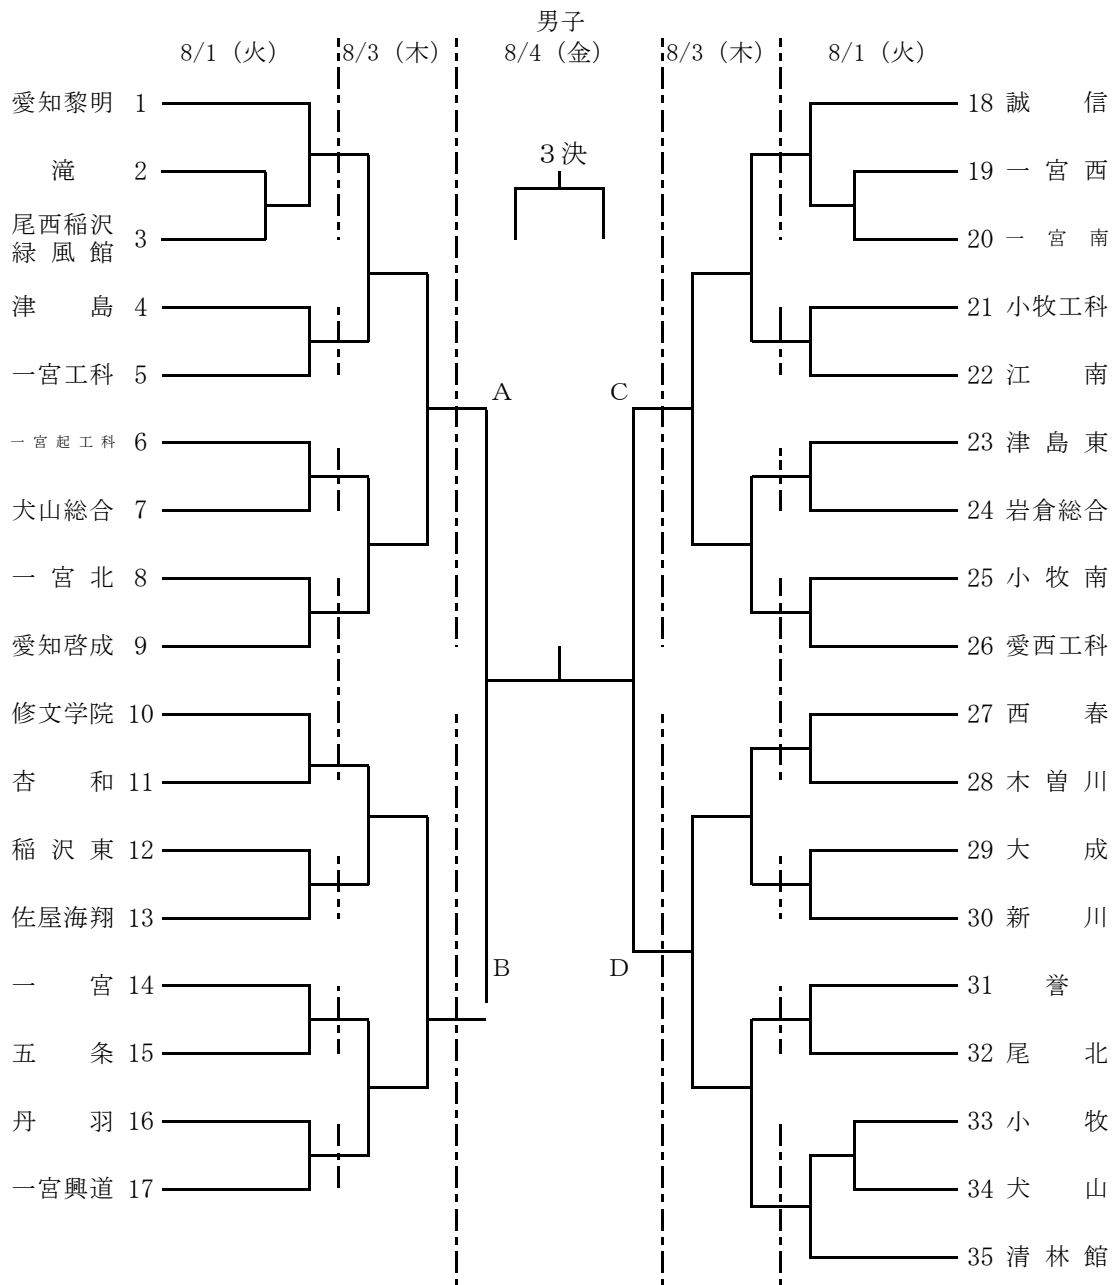 男子
8/1（火） 8/3（木） 8/4（金） 8/3（木） 8/1（火）
３決
愛知黎明 1
滝 2
尾西稲沢
緑風館 3
津島 4
一宮工科 5
一宮起工科 6
犬山総合 7
一宮北 8
愛知啓成 9
修文学院 10
杏和 11
稲沢東 12
佐屋海翔 13
一宮 14
五条 15
丹羽 16
一宮興道 17
A
B
C
D
18 誠信
19 一宮西
20 一宮南
21 小牧工科
22 江南
23 津島東
24 岩倉総合
25 小牧南
26 愛西工科
27 西春
28 木曽川
29 大成
30 新川
31 誉
32 尾北
33 小牧
34 犬山
35 清林館